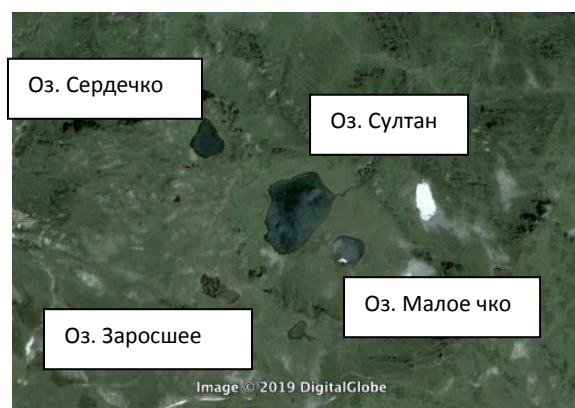 Оз. Сердечко
Оз. Султан
Оз. Малое чко
Оз. Заросшее
Image © 2019 DigitalGlobe